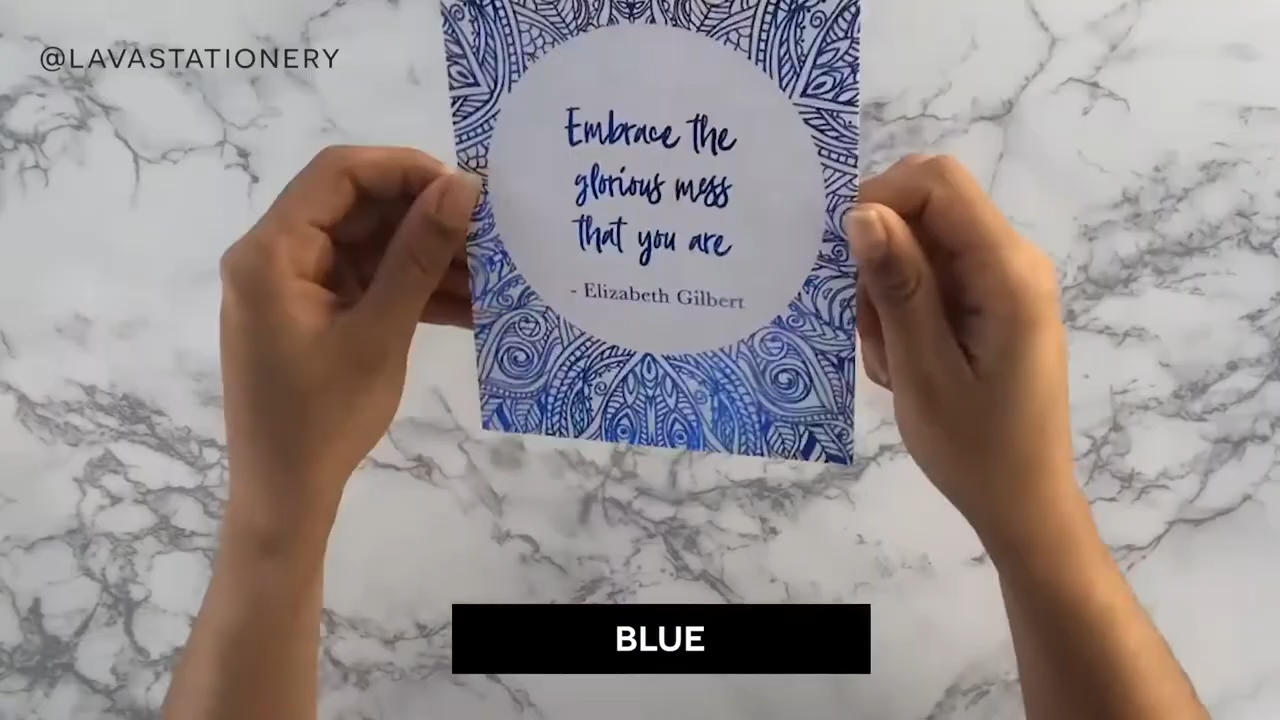 @LAVASTATIONERY
Embrace the
glorious mess
that you are
- Elizabeth Gilbert
BLUE